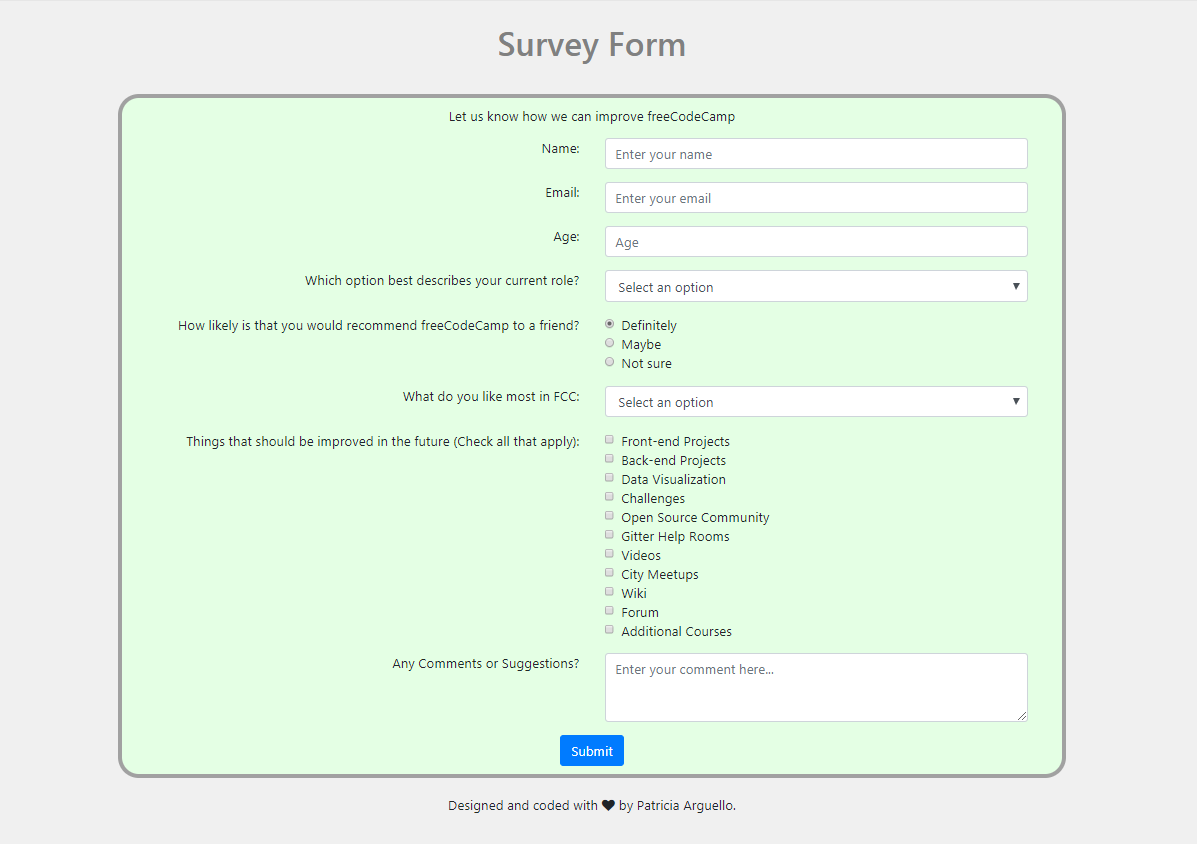 Survey Form
Let us know how we can improve freeCodeCamp
Name: Enter your name
Email: Enter your email
Age: Age
Which option best describes your current role? Select an option
How likely is that you would recommend freeCodeCamp to a friend? Definitely
Maybe
Not sure
What do you like most in FCC: Select an option
Things that should be improved in the future (Check all that apply): Front-end Projects
Back-end Projects
Data Visualization
Challenges
Open Source Community
Gitter Help Rooms
Videos
City Meetups
Wiki
Forum
Additional Courses
Any Comments or Suggestions? Enter your comment here...
Submit
Designed and coded with ♥ by Patricia Arguello.